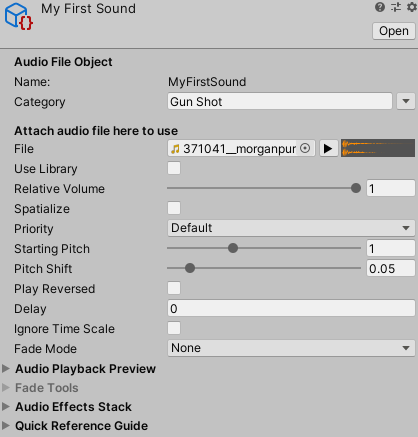 My First Sound
Open
Audio File Object
Name: MyFirstSound
Category Gun Shot
Attach audio file here to use
File 371041__morganpur
Use Library
Relative Volume 1
Spatialize
Priority Default
Starting Pitch 1
Pitch Shift 0.05
Play Reversed
Delay 0
Ignore Time Scale
Fade Mode None
Audio Playback Preview
Fade Tools
Audio Effects Stack
Quick Reference Guide